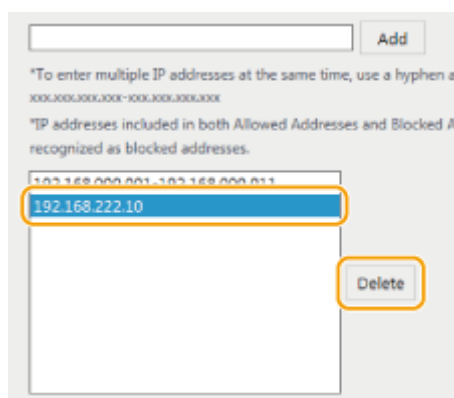 Add
*To enter multiple IP addresses at the same time, use a hyphen a
xxx.xxx.xxx.xxx-xxx.xxx.xxx.xxx
*IP addresses included in both Allowed Addresses and Blocked A
recognized as blocked addresses.
192.168.000.001-192.168.000.011
192.168.222.10
Delete